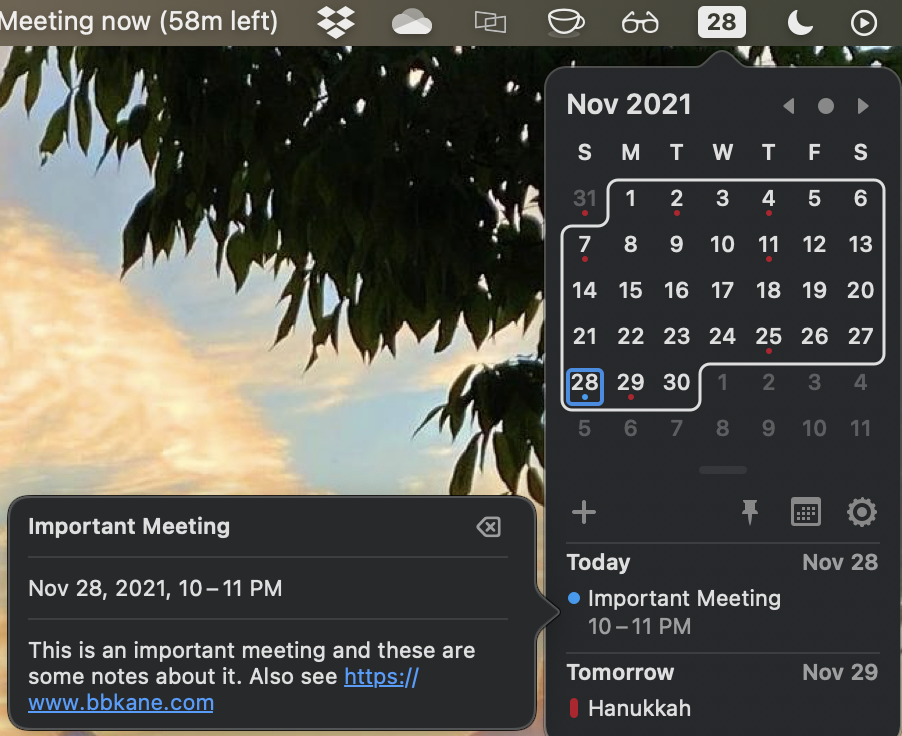 Meeting now (58m left)
28
Nov 2021
S M T W T F S
31 1 2 3 4 5 6
7 8 9 10 11 12 13
14 15 16 17 18 19 20
21 22 23 24 25 26 27
28 29 30 1 2 3 4
5 6 7 8 9 10 11
Important Meeting
Nov 28, 2021, 10 – 11 PM
This is an important meeting and these are
some notes about it. Also see https://
www.bbkane.com
Today Nov 28
Important Meeting
10 – 11 PM
Tomorrow Nov 29
Hanukkah